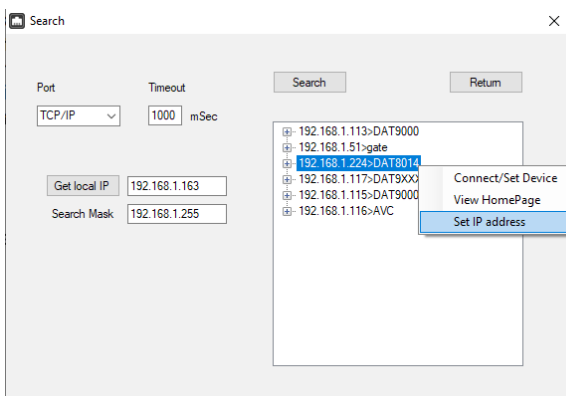 Search
Port
Timeout
Search
Return
TCP/IP
1000 mSec
192.168.1.113>DAT9000
192.168.1.51>gate
192.168.1.224>DAT8014
192.168.1.117>DAT9XXX
192.168.1.115>DAT9000
192.168.1.116>AVC
Connect/Set Device
View HomePage
Set IP address
Get local IP
192.168.1.163
Search Mask
192.168.1.255